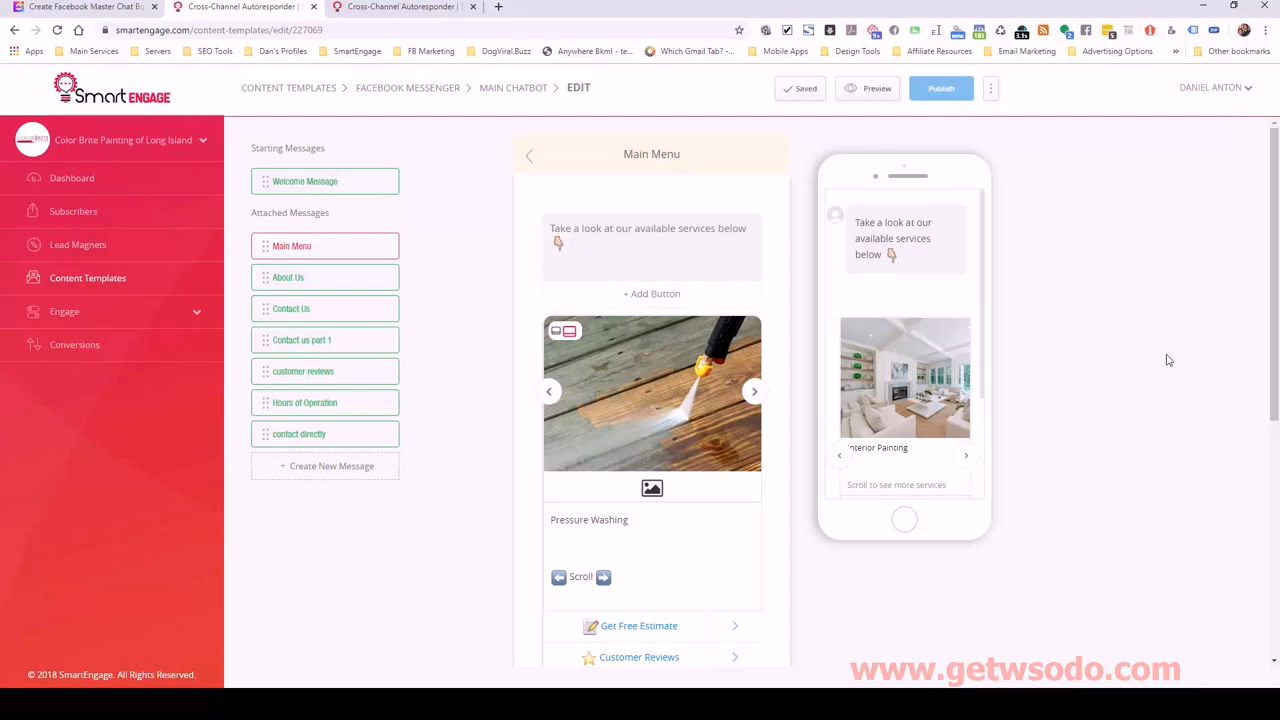 Create Facebook Master Chat Bo
Cross-Channel Autoresponder |
Cross-Channel Autoresponder |
smartengage.com/content-templates/edit/227069
Apps
Main Services
Servers
SEO Tools
Dan's Profiles
SmartEngage
FB Marketing
DogViral.Buzz
Anywhere Bkml - te...
Which Gmail Tab? -...
Mobile Apps
Design Tools
Affiliate Resources
Email Marketing
Advertising Options
Other bookmarks
Smart ENGAGE
CONTENT TEMPLATES > FACEBOOK MESSENGER > MAIN CHATBOT > EDIT
Saved
Preview
Publish
DANIEL ANTON
Color Brite Painting of Long Island
Dashboard
Subscribers
Lead Magnets
Content Templates
Engage
Conversions
© 2018 SmartEngage. All Rights Reserved.
Starting Messages
Welcome Message
Attached Messages
Main Menu
About Us
Contact Us
Contact us part 1
customer reviews
Hours of Operation
contact directly
+ Create New Message
Main Menu
Take a look at our available services below
+ Add Button
Pressure Washing
Scroll
Get Free Estimate
Customer Reviews
Take a look at our
available services
below
Interior Painting
Scroll to see more services
www.getwsodo.com